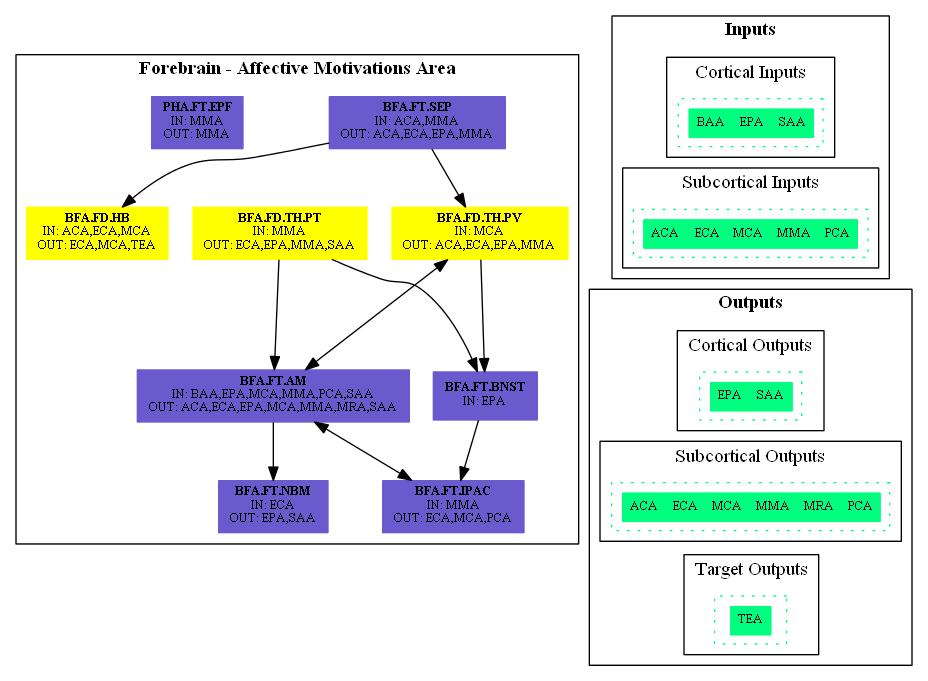 Forebrain - Affective Motivations Area
PHA.FT.EPF
IN: MMA
OUT: MMA
BFA.FT.SEP
IN: ACA,MMA
OUT: ACA,ECA,EPA,MMA
BFA.FD.HB
IN: ACA,ECA,MCA
OUT: ECA,MCA,TEA
BFA.FD.TH.PT
IN: MMA
OUT: ECA,EPA,MMA,SAA
BFA.FD.TH.PV
IN: MCA
OUT: ACA,ECA,EPA,MMA
BFA.FT.AM
IN: BAA,EPA,MCA,MMA,PCA,SAA
OUT: ACA,ECA,EPA,MCA,MMA,MRA,SAA
BFA.FT.BNST
IN: EPA
BFA.FT.NBM
IN: ECA
OUT: EPA,SAA
BFA.FT.IPAC
IN: MMA
OUT: ECA,MCA,PCA
Inputs
Cortical Inputs
BAA EPA SAA
Subcortical Inputs
ACA ECA MCA MMA PCA
Outputs
Cortical Outputs
EPA SAA
Subcortical Outputs
ACA ECA MCA MMA MRA PCA
Target Outputs
TEA